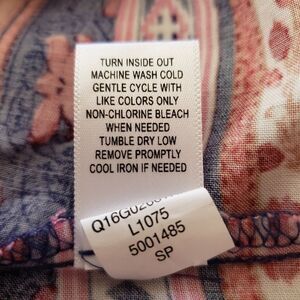 TURN INSIDE OUT
MACHINE WASH COLD
GENTLE CYCLE WITH
LIKE COLORS ONLY
NON-CHLORINE BLEACH
WHEN NEEDED
TUMBLE DRY LOW
REMOVE PROMPTLY
COOL IRON IF NEEDED
L1075
5001485
SP